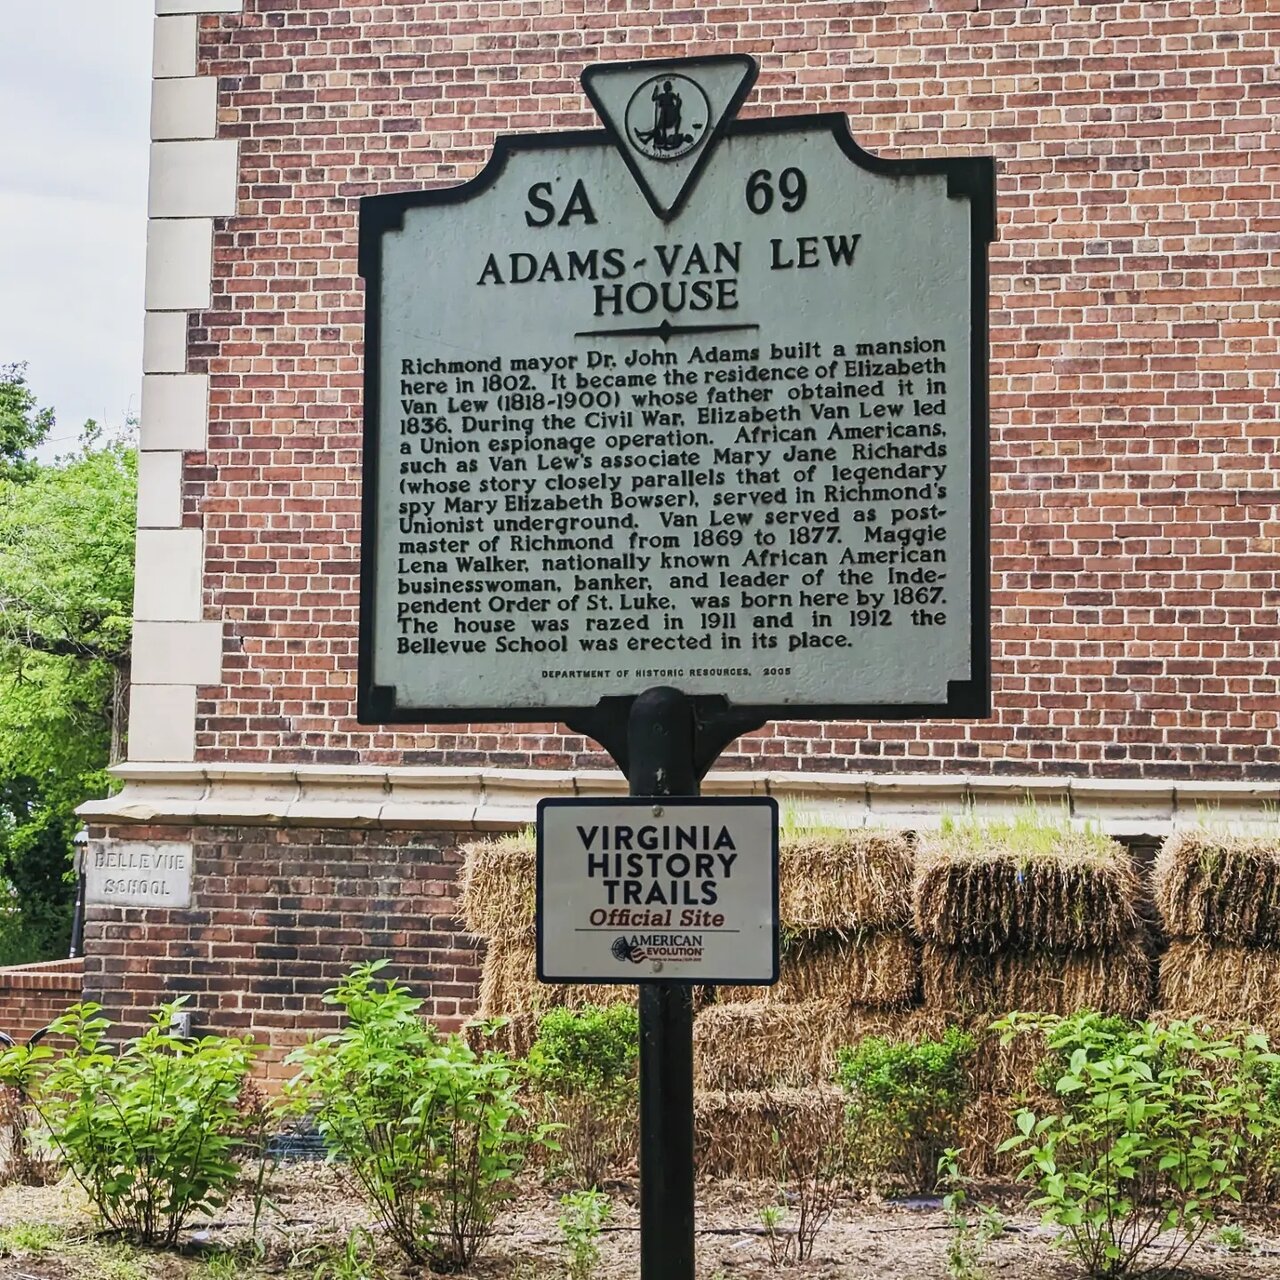 SA 69
ADAMS-VAN LEW
HOUSE
Richmond mayor Dr. John Adams built a mansion
here in 1802. It became the residence of Elizabeth
Van Lew (1818-1900) whose father obtained it in
1836. During the Civil War, Elizabeth Van Lew led
a Union espionage operation. African Americans,
such as Van Lew's associate Mary Jane Richards
(whose story closely parallels that of legendary
spy Mary Elizabeth Bowser), served in Richmond's
Unionist underground. Van Lew served as post-
master of Richmond from 1869 to 1877. Maggie
Lena Walker, nationally known African American
businesswoman, banker, and leader of the Inde-
pendent Order of St. Luke, was born here by 1867.
The house was razed in 1911 and in 1912 the
Bellevue School was erected in its place.
DEPARTMENT OF HISTORIC RESOURCES, 2005
VIRGINIA
HISTORY
TRAILS
Official Site
AMERICAN
EVOLUTION
BELLEVUE
SCHOOL